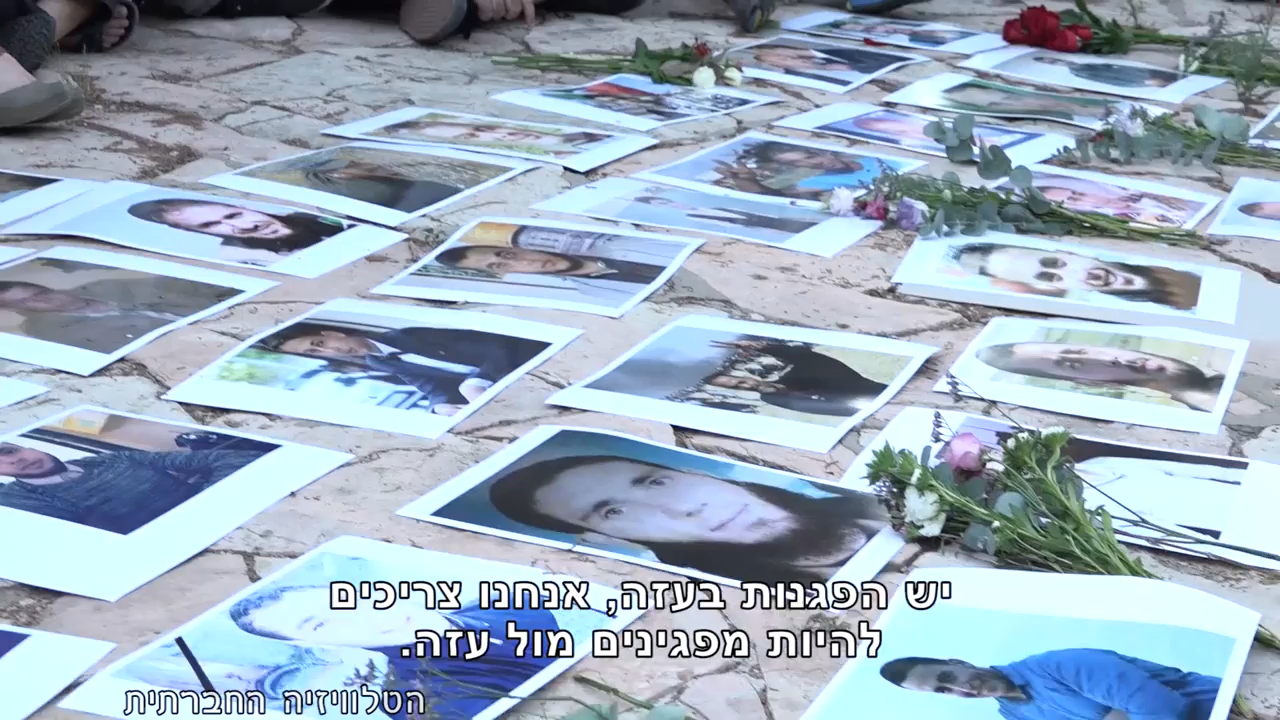 יש הפגנות בעזה, אנחנו צריכים
להיות מפגינים מול עזה.
הטלוויזיה החברתית